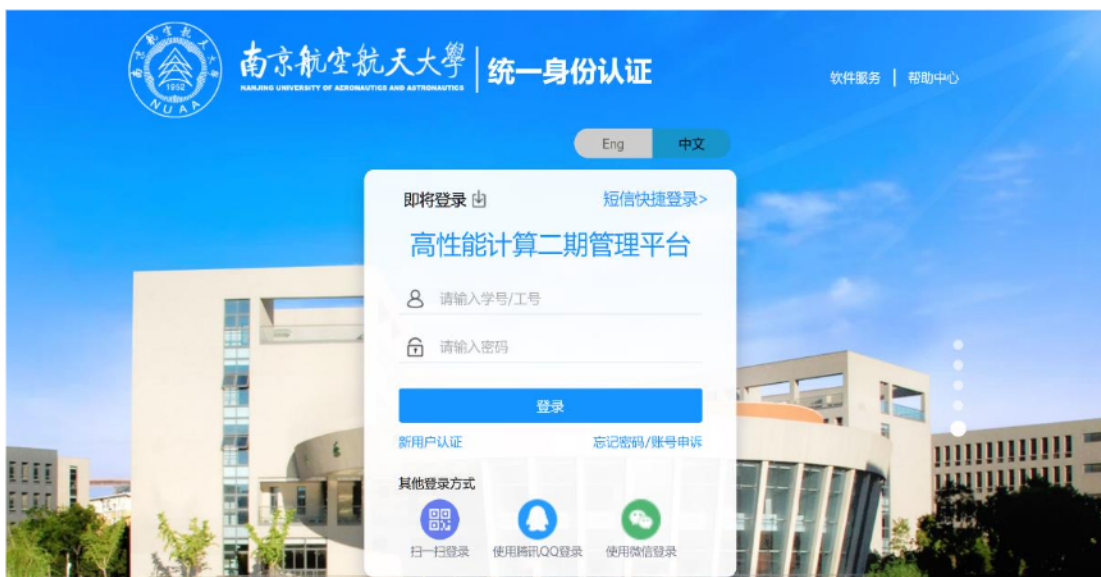 南京航空航天大學
NANJING UNIVERSITY OF AERONAUTICS AND ASTRONAUTICS
1952
NUAA
统一身份认证
软件服务 | 帮助中心
Eng 中文
即将登录 短信快捷登录>
高性能计算二期管理平台
请输入学号/工号
请输入密码
登录
新用户认证 忘记密码/账号申诉
其他登录方式
扫一扫登录 使用腾讯QQ登录 使用微信登录